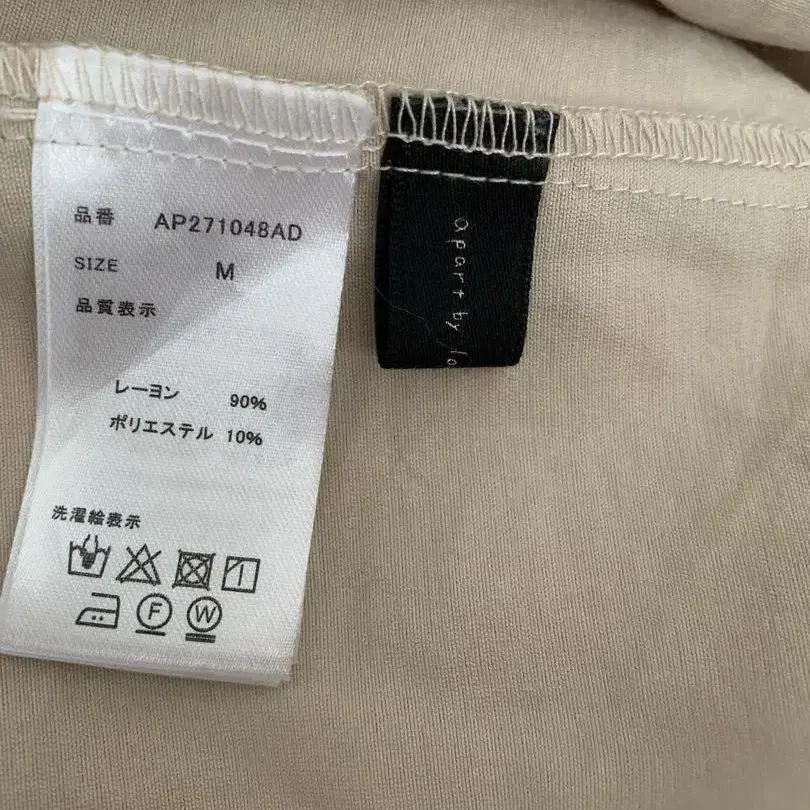 品番 AP271048AD
SIZE M
品質表示
レーヨン 90%
ポリエステル 10%
洗濯絵表示
F W
apart by